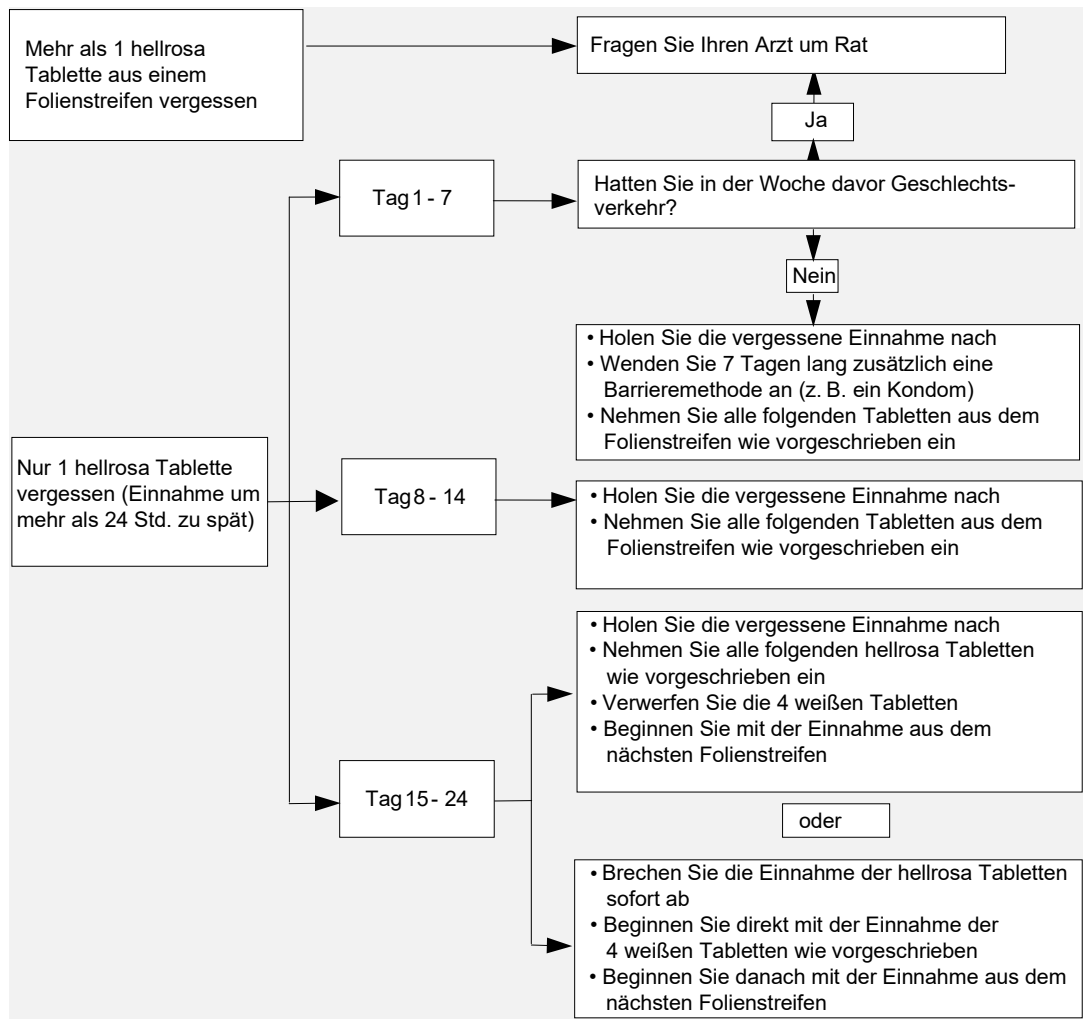 Mehr als 1 hellrosa
Tablette aus einem
Folienstreifen vergessen
Fragen Sie Ihren Arzt um Rat
Ja
Tag 1 - 7
Hatten Sie in der Woche davor Geschlechts-
verkehr?
Nein
• Holen Sie die vergessene Einnahme nach
• Wenden Sie 7 Tagen lang zusätzlich eine
Barrieremethode an (z. B. ein Kondom)
• Nehmen Sie alle folgenden Tabletten aus dem
Folienstreifen wie vorgeschrieben ein
Nur 1 hellrosa Tablette
vergessen (Einnahme um
mehr als 24 Std. zu spät)
Tag 8 - 14
• Holen Sie die vergessene Einnahme nach
• Nehmen Sie alle folgenden Tabletten aus dem
Folienstreifen wie vorgeschrieben ein
• Holen Sie die vergessene Einnahme nach
• Nehmen Sie alle folgenden hellrosa Tabletten
wie vorgeschrieben ein
• Verwerfen Sie die 4 weißen Tabletten
• Beginnen Sie mit der Einnahme aus dem
nächsten Folienstreifen
Tag 15 - 24
oder
• Brechen Sie die Einnahme der hellrosa Tabletten
sofort ab
• Beginnen Sie direkt mit der Einnahme der
4 weißen Tabletten wie vorgeschrieben
• Beginnen Sie danach mit der Einnahme aus dem
nächsten Folienstreifen